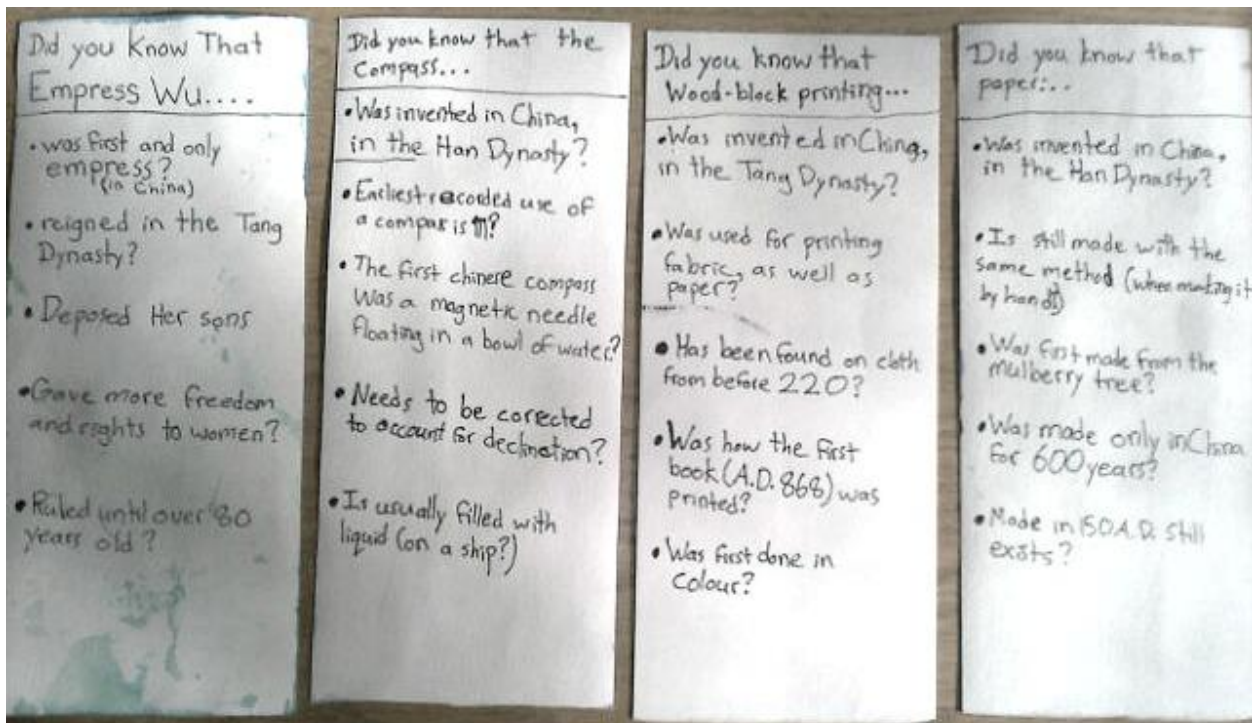 Did you Know That
Empress Wu....
• was first and only
empress?
(in China)
• reigned in the Tang
Dynasty?
• Deposed Her sons
• Gave more freedom
and rights to women?
• Ruled until over 80
years old?
Did you know that the
Compass...
• Was invented in China,
in the Han Dynasty?
• Earliest recorded use of
a compas is
• The first chinese compass
Was a magnetic needle
floating in a bowl of water?
• Needs to be corected
to account for declination?
• Is usually filled with
liquid (on a ship?)
Did you know that
Wood-block printing...
• Was invented in China,
in the Tang Dynasty?
• Was used for printing
fabric, as well as
paper?
• Has been found on cloth
from before 220?
• Was how the first
book (A.D. 868) was
printed?
• Was first done in
Colour?
Did you know that
paper...
• Was invented in China,
in the Han Dynasty?
• Is still made with the
same method (when making it
by hand)
• Was first made from the
mulberry tree?
• Was made only in China
for 600 years?
• Made in 150 A.D. still
exists?